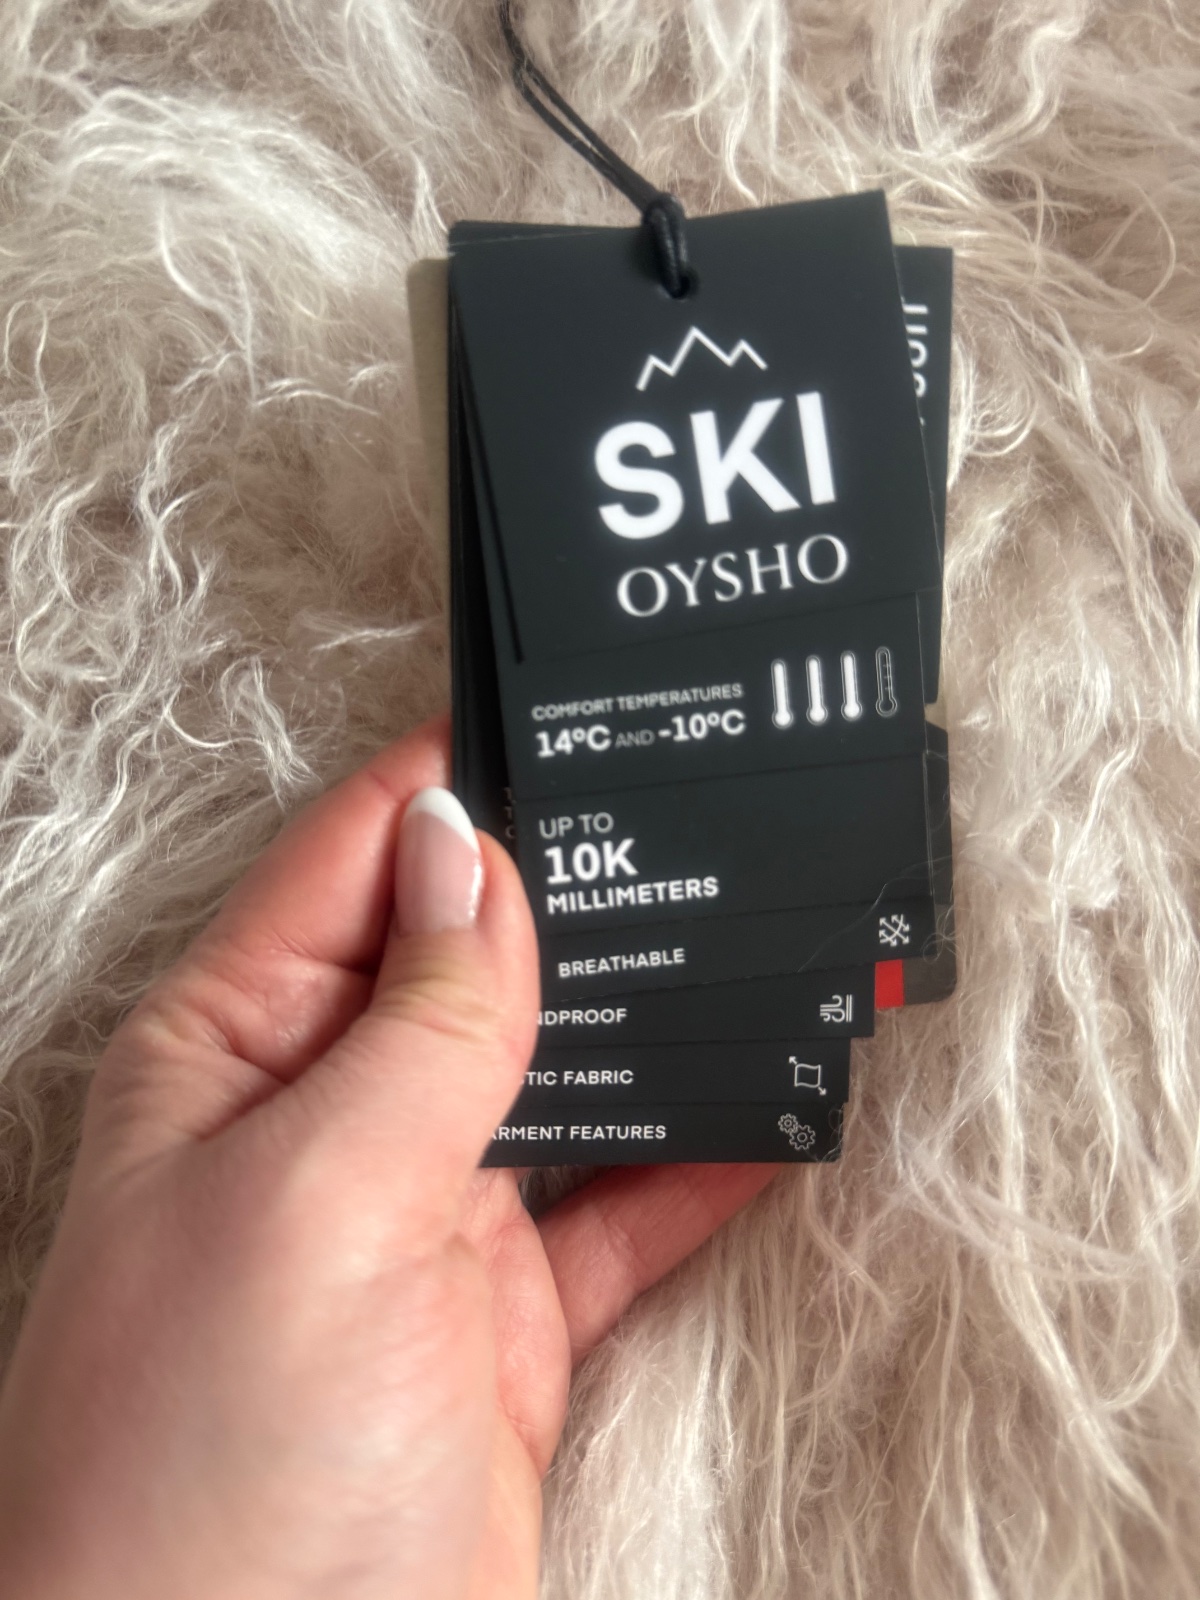 SKI
OYSHO
COMFORT TEMPERATURES
14ºC AND -10ºC
UP TO
10K
MILLIMETERS
BREATHABLE
NDPROOF
TIC FABRIC
ARMENT FEATURES